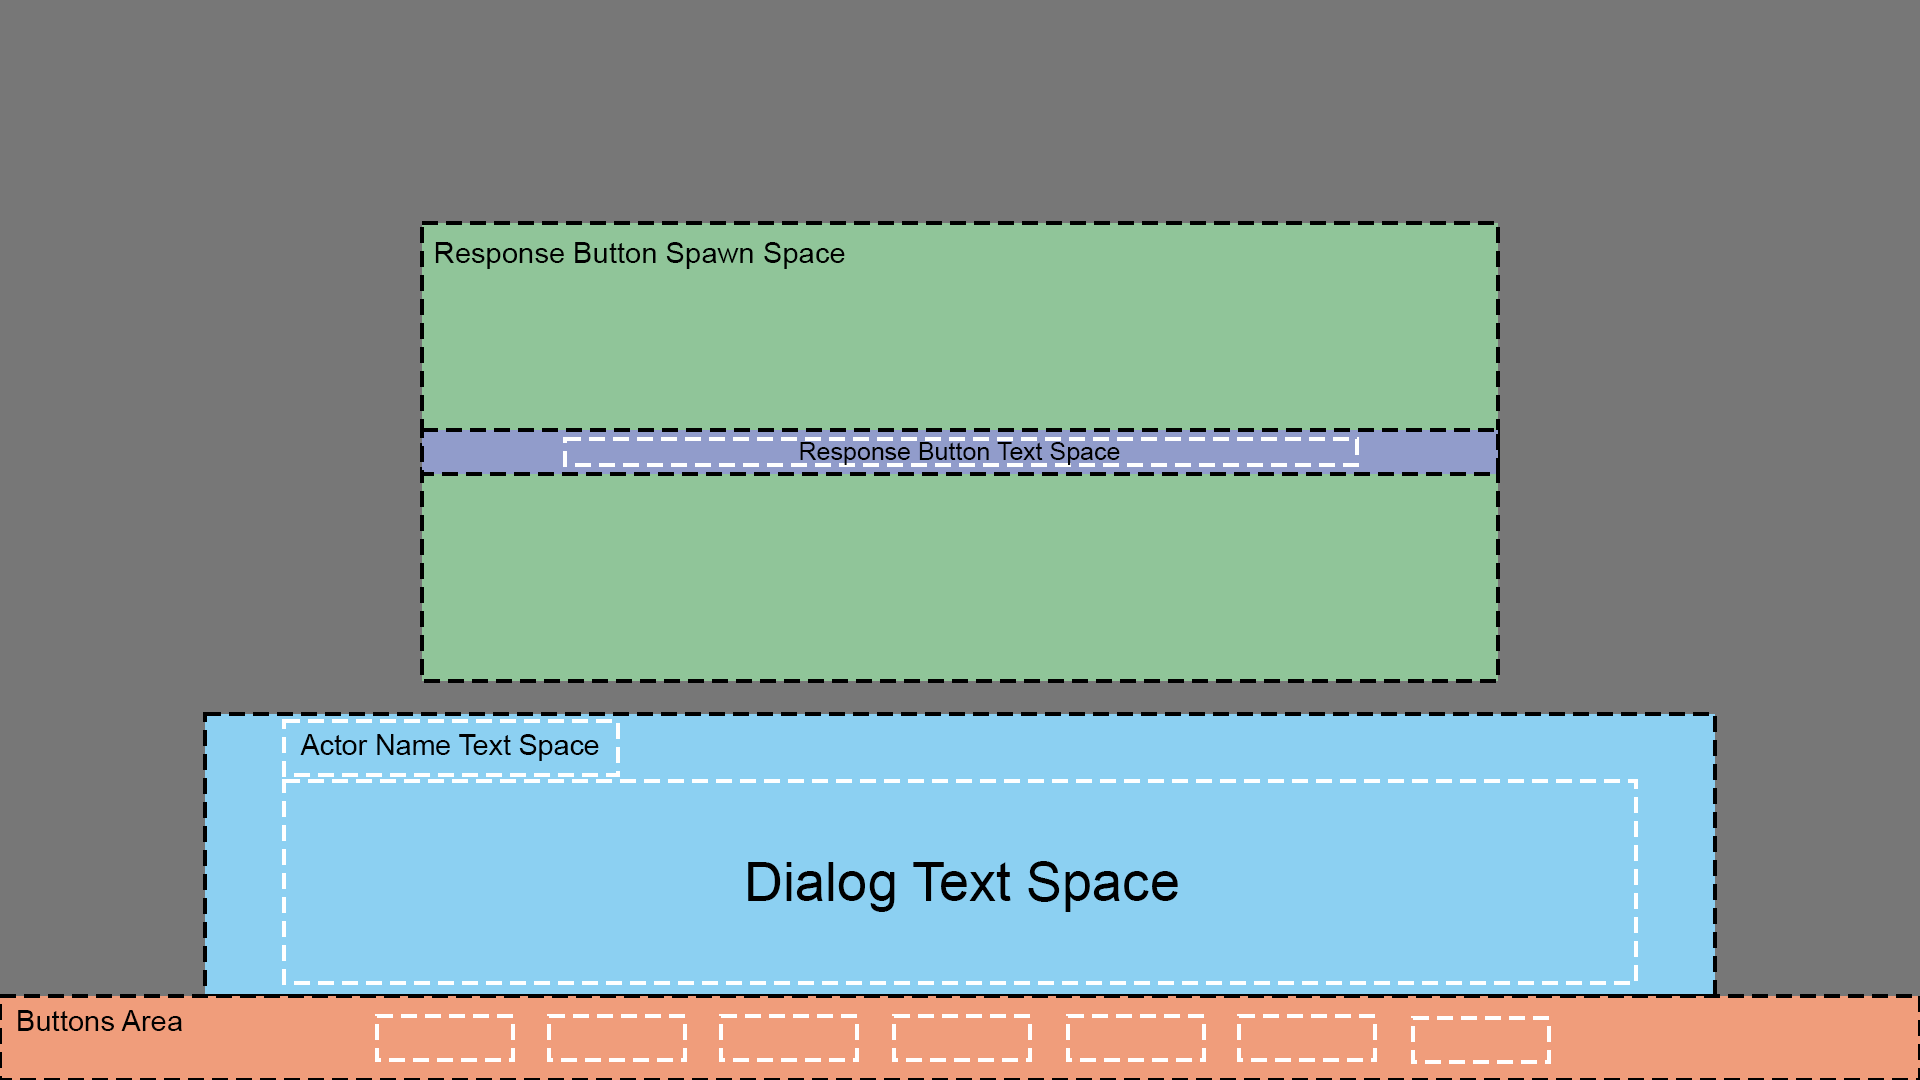 Response Button Spawn Space
Response Button Text Space
Actor Name Text Space
Dialog Text Space
Buttons Area